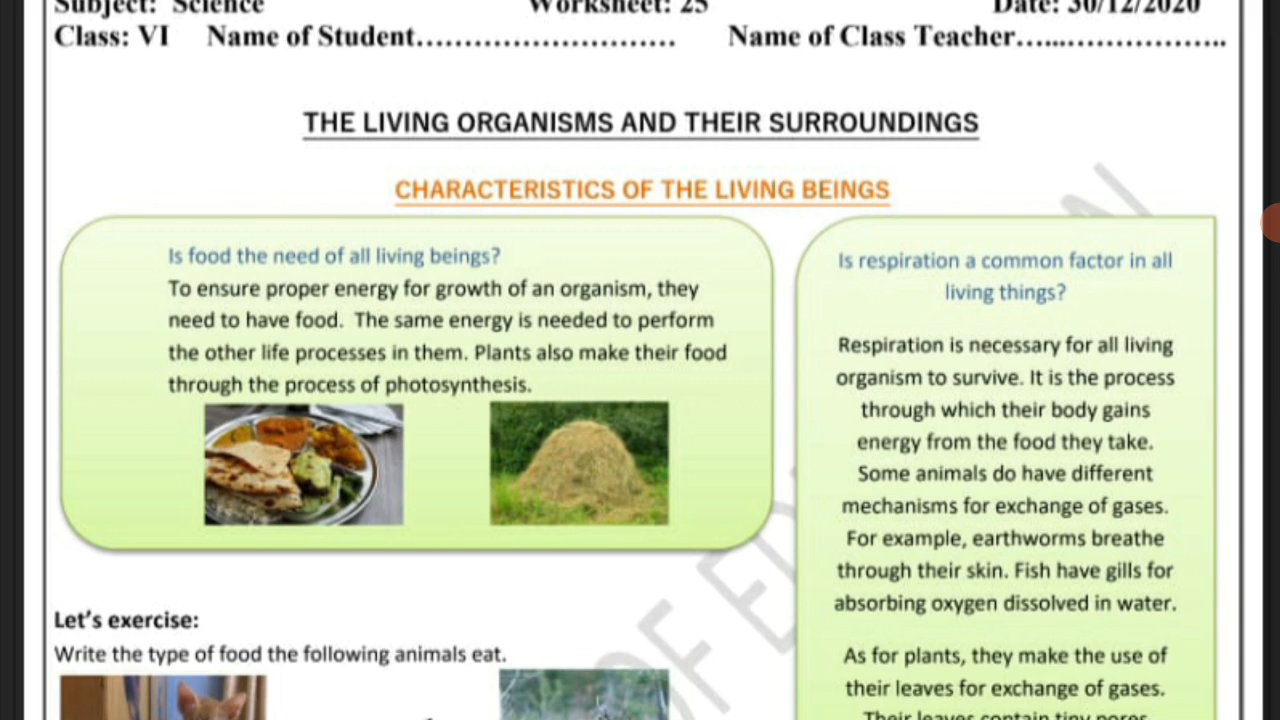 Subject: Science Worksheet: 25 Date: 30/12/2020
Class: VI Name of Student.......................... Name of Class Teacher.........................
THE LIVING ORGANISMS AND THEIR SURROUNDINGS
CHARACTERISTICS OF THE LIVING BEINGS
Is food the need of all living beings?
To ensure proper energy for growth of an organism, they
need to have food. The same energy is needed to perform
the other life processes in them. Plants also make their food
through the process of photosynthesis.
Let's exercise:
Write the type of food the following animals eat.
Is respiration a common factor in all
living things?
Respiration is necessary for all living
organism to survive. It is the process
through which their body gains
energy from the food they take.
Some animals do have different
mechanisms for exchange of gases.
For example, earthworms breathe
through their skin. Fish have gills for
absorbing oxygen dissolved in water.
As for plants, they make the use of
their leaves for exchange of gases.
Their leaves contain tiny pores
OF ED